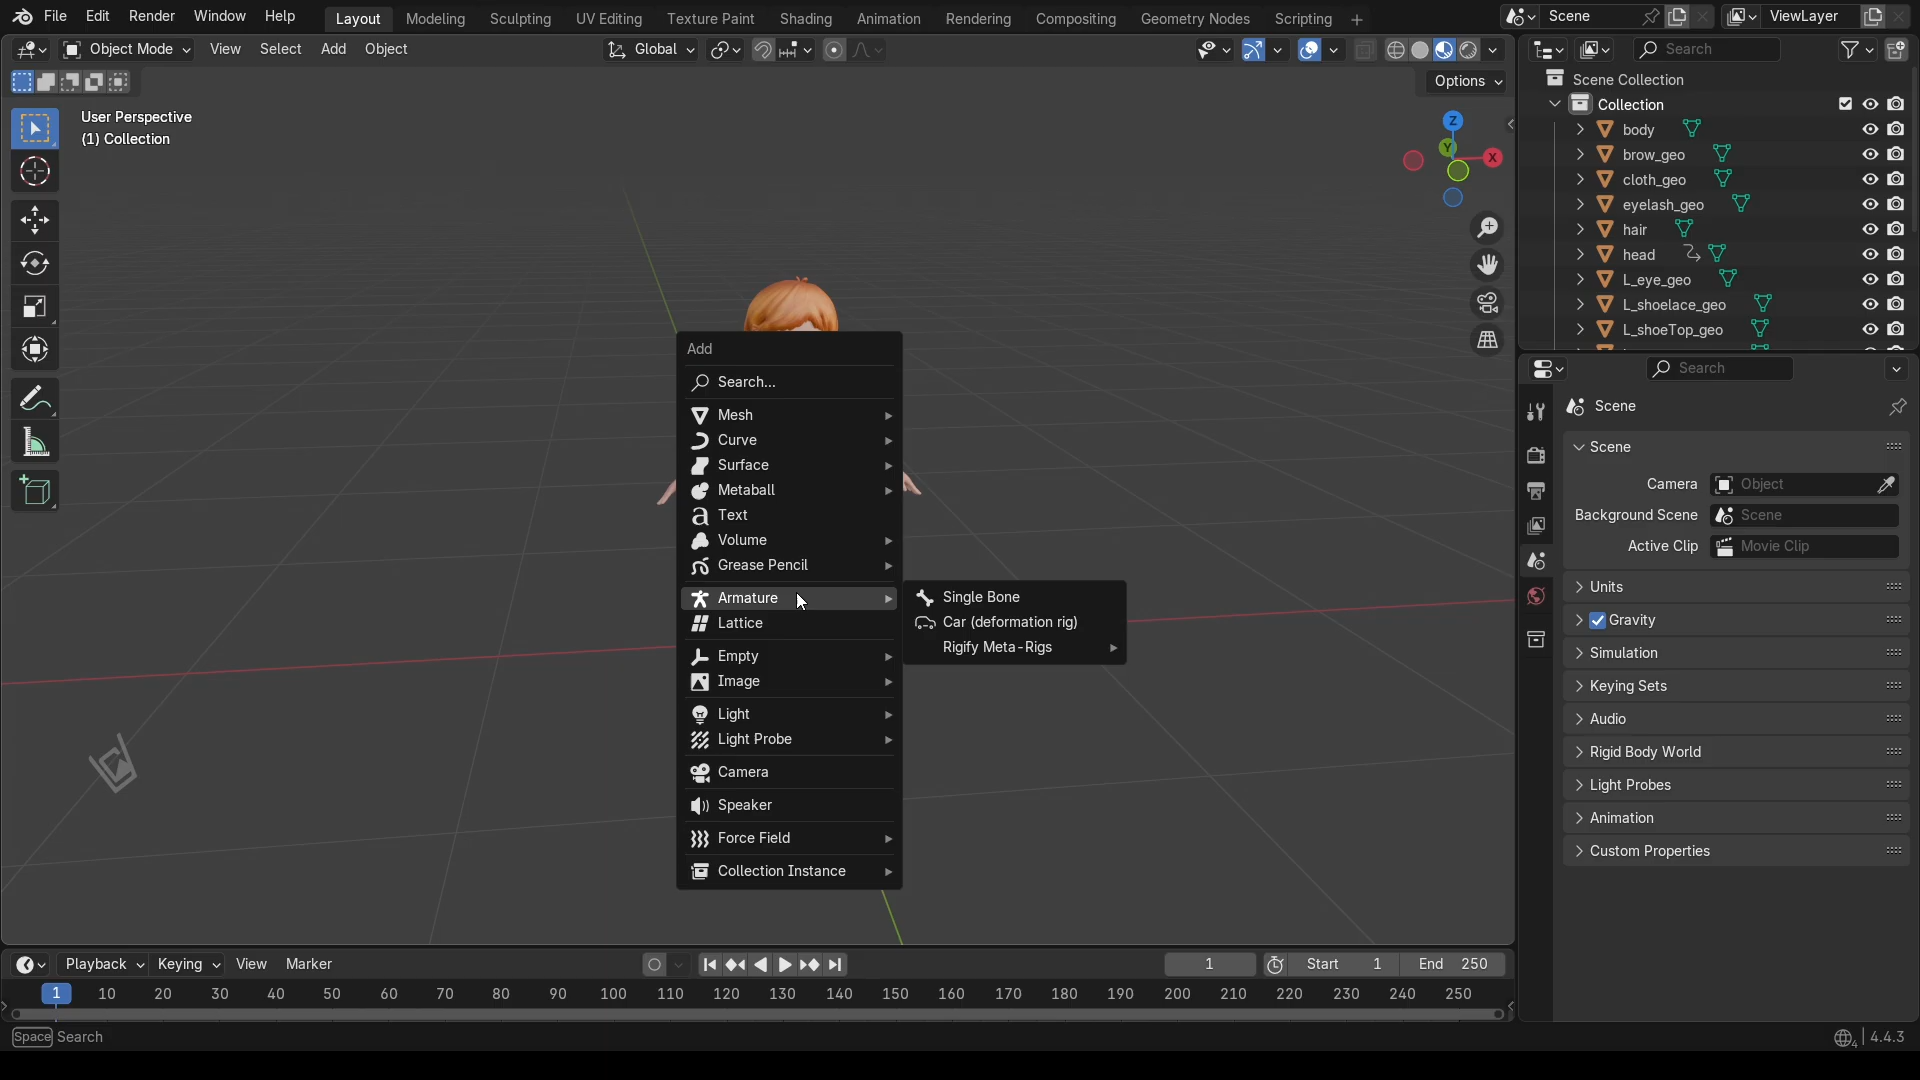 File Edit Render Window Help
Layout Modeling Sculpting UV Editing Texture Paint Shading Animation Rendering Compositing Geometry Nodes Scripting +
Scene
ViewLayer
Object Mode View Select Add Object
Global
Search
Options
User Perspective
(1) Collection
Z
Y
X
Scene Collection
Collection
body
brow_geo
cloth_geo
eyelash_geo
hair
head
L_eye_geo
L_shoelace_geo
L_shoeTop_geo
Add
Search...
Mesh
Curve
Surface
Metaball
Text
Volume
Grease Pencil
Armature
Lattice
Empty
Image
Light
Light Probe
Camera
Speaker
Force Field
Collection Instance
Single Bone
Car (deformation rig)
Rigify Meta-Rigs
Search
Scene
Scene
Camera Object
Background Scene Scene
Active Clip Movie Clip
Units
Gravity
Simulation
Keying Sets
Audio
Rigid Body World
Light Probes
Animation
Custom Properties
Playback Keying View Marker
1
Start 1
End 250
1 10 20 30 40 50 60 70 80 90 100 110 120 130 140 150 160 170 180 190 200 210 220 230 240 250
Space Search
4 4.4.3